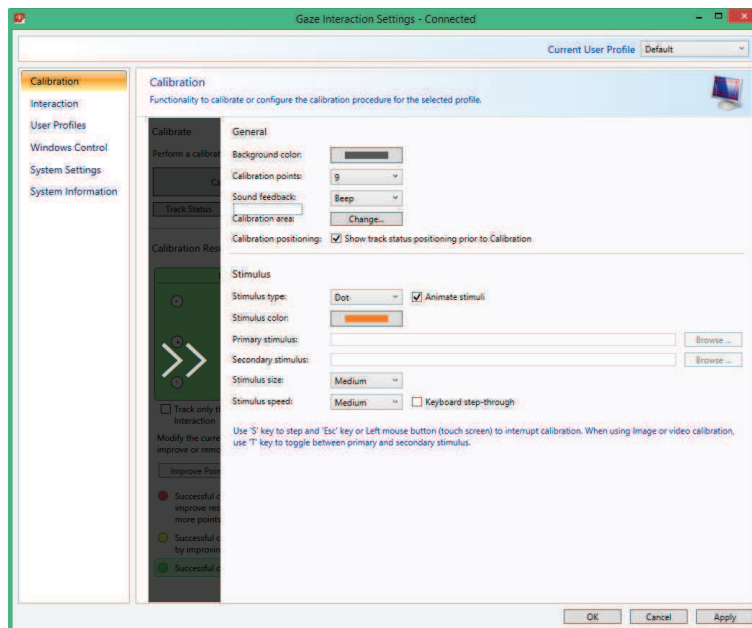 Gaze Interaction Settings - Connected
Current User Profile Default
Calibration
Interaction
User Profiles
Windows Control
System Settings
System Information
Calibration
Functionality to calibrate or configure the calibration procedure for the selected profile.
Calibrate
Perform a calibrat
Ca
Track Status
Calibration Resu
Track only th
Interaction
Modify the curre
improve or remo
Improve Poin
Successful c
improve res
more points
Successful c
by improvin
Successful c
General
Background color:
Calibration points: 9
Sound feedback: Beep
Calibration area: Change...
Calibration positioning: Show track status positioning prior to Calibration
Stimulus
Stimulus type: Dot Animate stimuli
Stimulus color:
Primary stimulus: Browse ...
Secondary stimulus: Browse ...
Stimulus size: Medium
Stimulus speed: Medium Keyboard step-through
Use 'S' key to step and 'Esc' key or Left mouse button (touch screen) to interrupt calibration. When using Image or video calibration,
use 'T' key to toggle between primary and secondary stimulus.
OK Cancel Apply